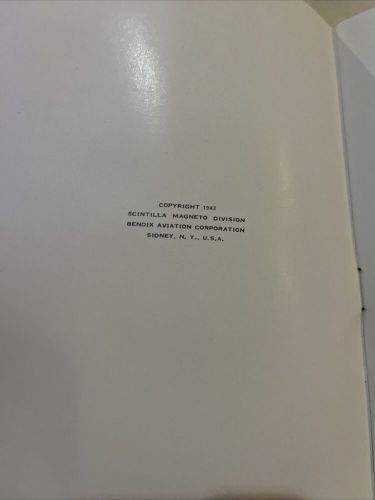 COPYRIGHT 1942
SCINTILLA MAGNETO DIVISION
BENDIX AVIATION CORPORATION
SIDNEY, N. Y., U.S.A.